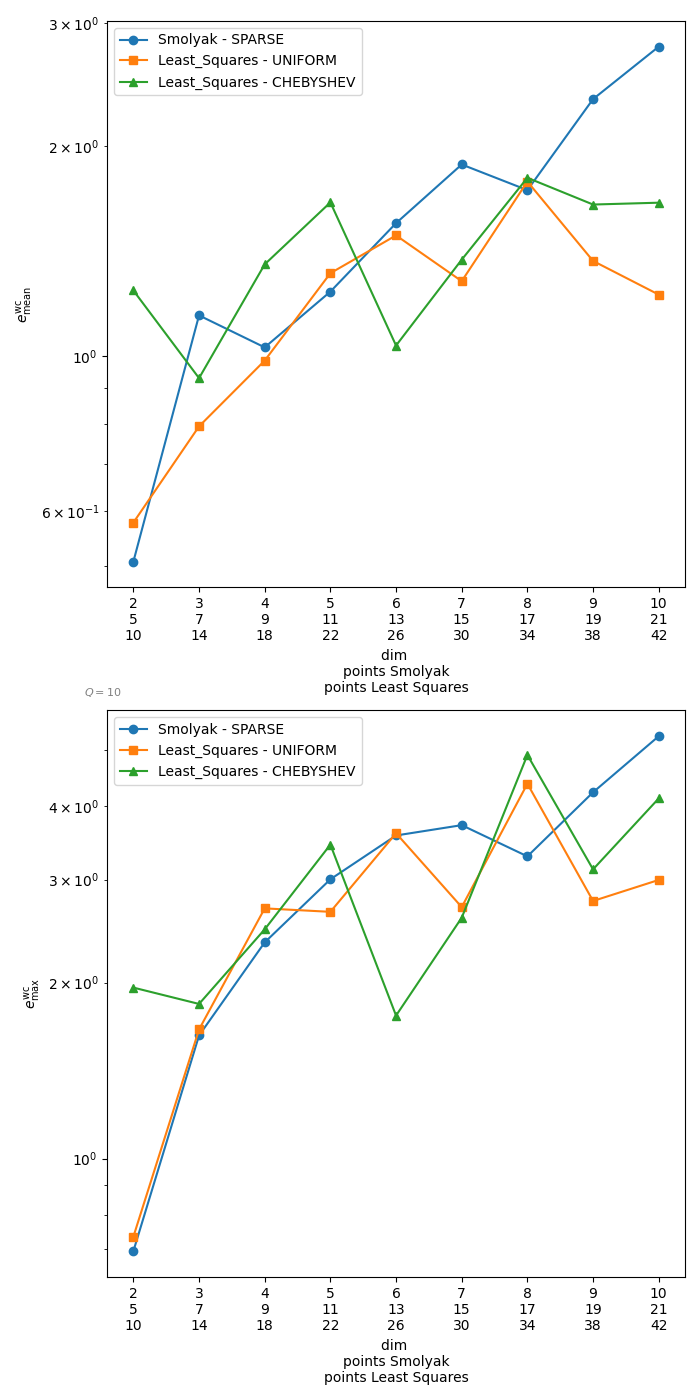 3 × 10⁰
Smolyak - SPARSE
Least_Squares - UNIFORM
Least_Squares - CHEBYSHEV
2 × 10⁰
e^wc_mean
10⁰
6 × 10⁻¹
2 3 4 5 6 7 8 9 10
5 7 9 11 13 15 17 19 21
10 14 18 22 26 30 34 38 42
dim
points Smolyak
points Least Squares
Q = 10
Smolyak - SPARSE
Least_Squares - UNIFORM
Least_Squares - CHEBYSHEV
4 × 10⁰
3 × 10⁰
2 × 10⁰
e^wc_max
10⁰
2 3 4 5 6 7 8 9 10
5 7 9 11 13 15 17 19 21
10 14 18 22 26 30 34 38 42
dim
points Smolyak
points Least Squares